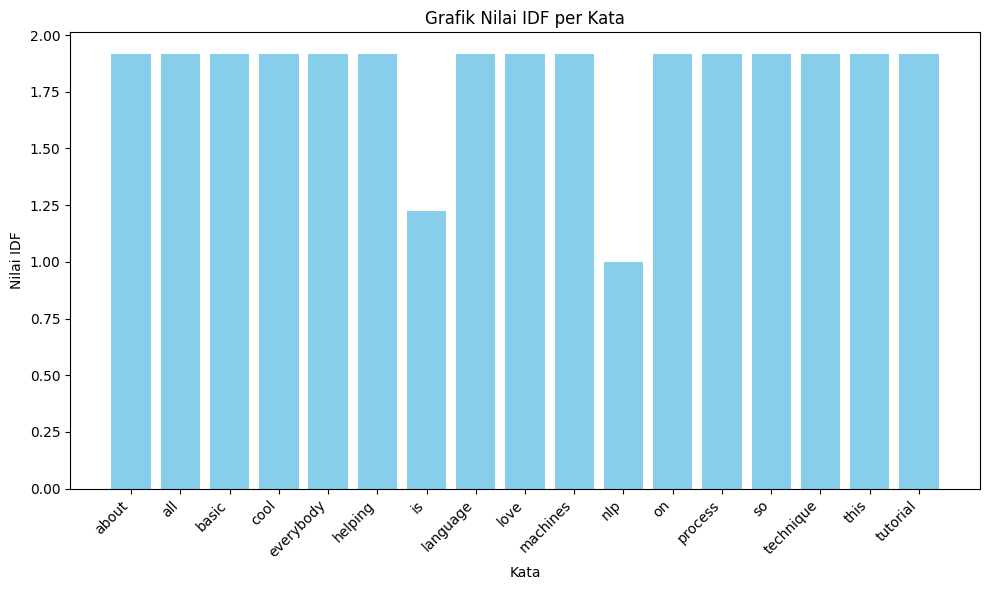 Grafik Nilai IDF per Kata
Nilai IDF
2.00
1.75
1.50
1.25
1.00
0.75
0.50
0.25
0.00
about
all
basic
cool
everybody
helping
is
language
love
machines
nlp
on
process
so
technique
this
tutorial
Kata